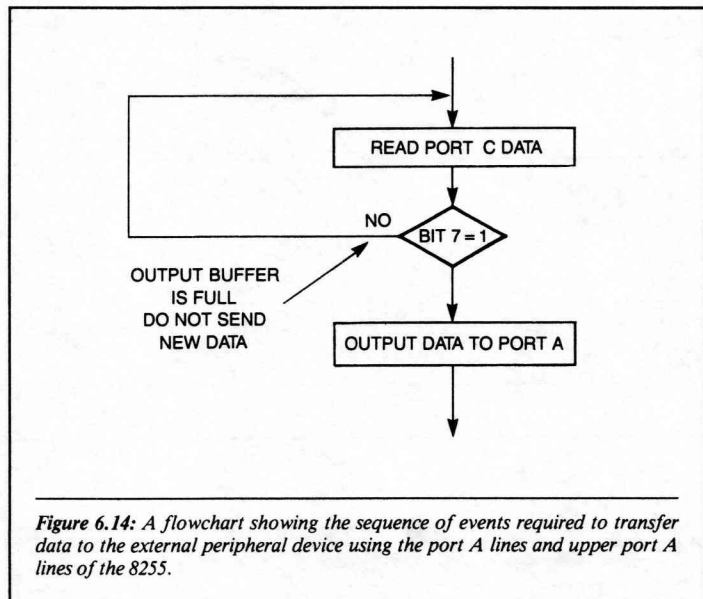 READ PORT C DATA
NO
BIT 7 = 1
OUTPUT BUFFER
IS FULL
DO NOT SEND
NEW DATA
OUTPUT DATA TO PORT A
Figure 6.14: A flowchart showing the sequence of events required to transfer
data to the external peripheral device using the port A lines and upper port A
lines of the 8255.